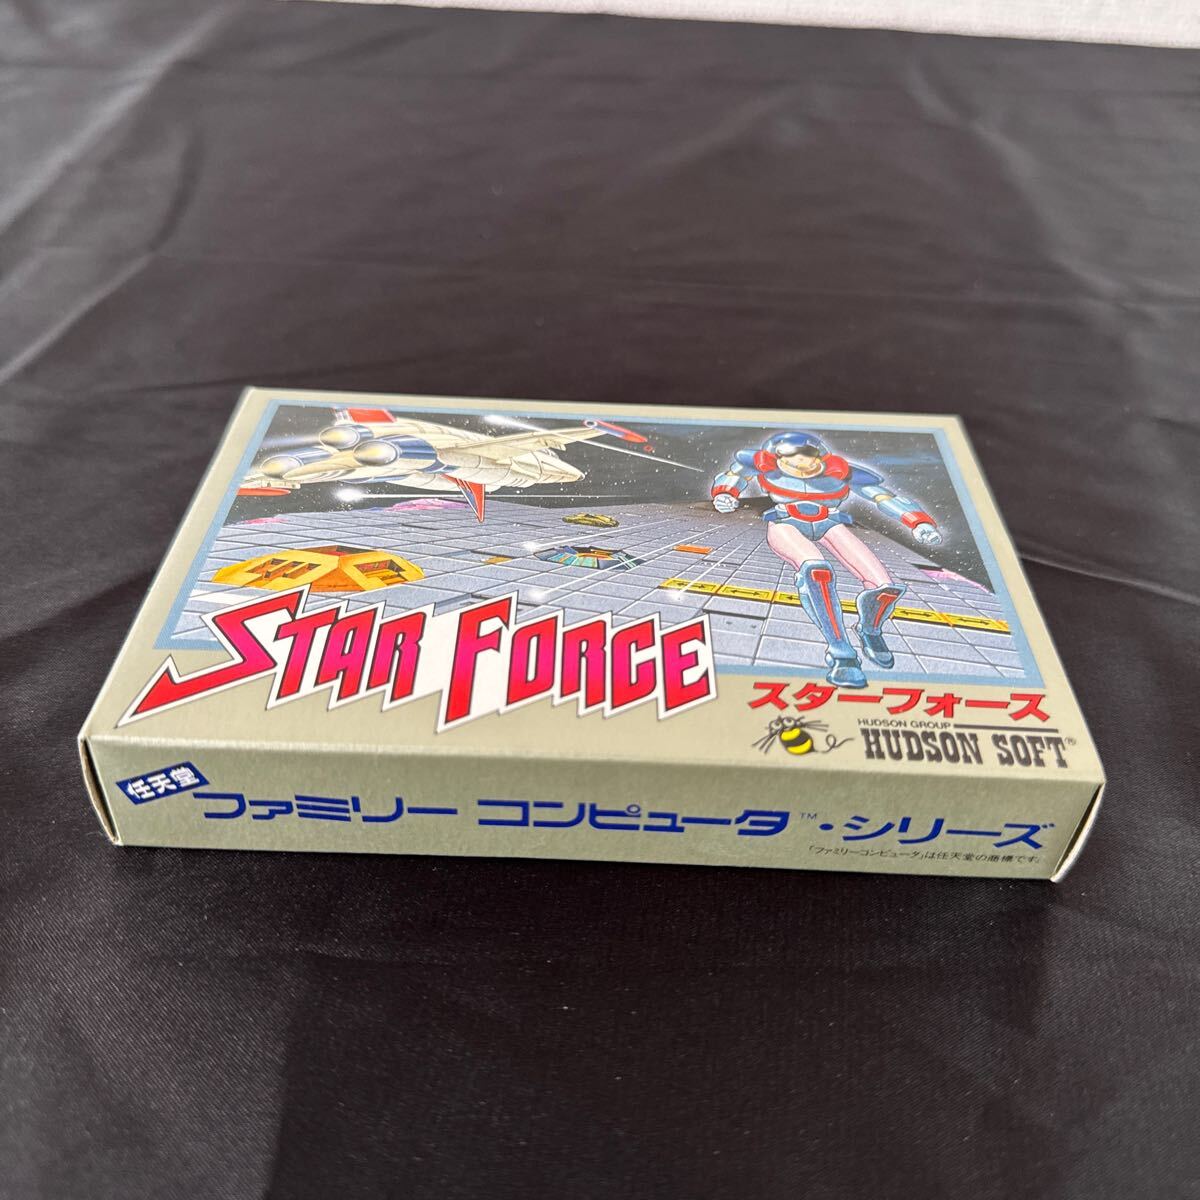 STAR FORCE
スターフォース
HUDSON GROUP
HUDSON SOFT®
任天堂 ファミリー コンピュータ™・シリーズ
「ファミリーコンピュータ」は任天堂の商標です。